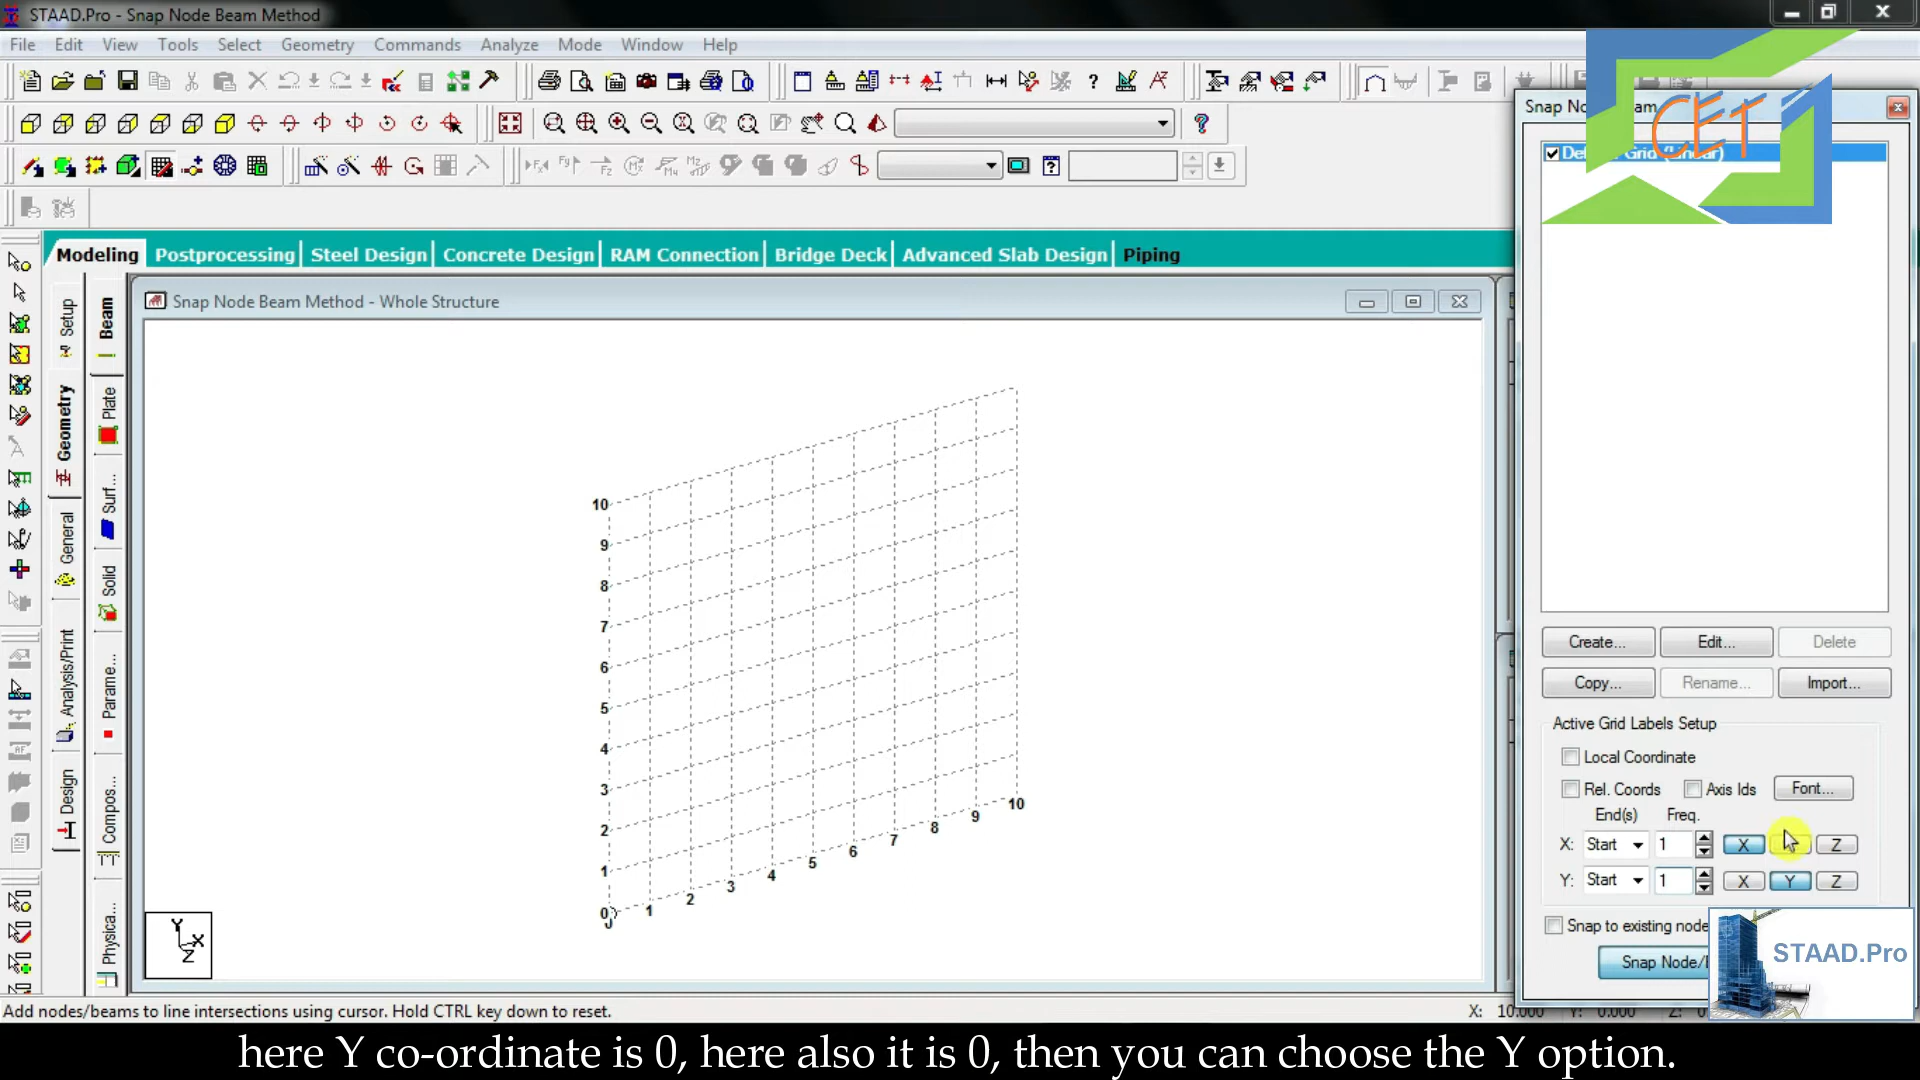 STAAD.Pro - Snap Node Beam Method
File Edit View Tools Select Geometry Commands Analyze Mode Window Help
Modeling Postprocessing Steel Design Concrete Design RAM Connection Bridge Deck Advanced Slab Design Piping
Snap Node Beam Method - Whole Structure
Setup
Geometry
General
Analysis/Print
Design
Beam
Plate
Surf...
Solid
Parame...
Compos...
Physica...
10
9
8
7
6
5
4
3
2
1
0
1 2 3 4 5 6 7 8 9 10
Y
X
Z
CET
Create... Edit... Delete
Copy... Rename... Import...
Active Grid Labels Setup
Local Coordinate
Rel. Coords Axis Ids Font...
End(s) Freq.
X: Start 1 X Z
Y: Start 1 X Y Z
Snap to existing node
Snap Node/
STAAD.Pro
Add nodes/beams to line intersections using cursor. Hold CTRL key down to reset.
X: 10.000 Y: 0.000 Z:
here Y co-ordinate is 0, here also it is 0, then you can choose the Y option.